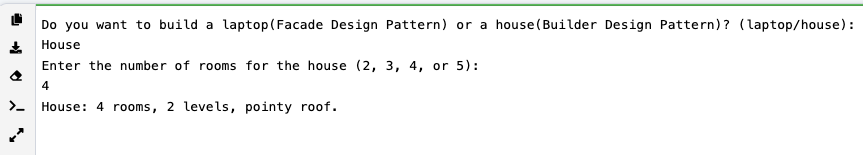 Do you want to build a laptop(Facade Design Pattern) or a house(Builder Design Pattern)? (laptop/house):
House
Enter the number of rooms for the house (2, 3, 4, or 5):
4
House: 4 rooms, 2 levels, pointy roof.